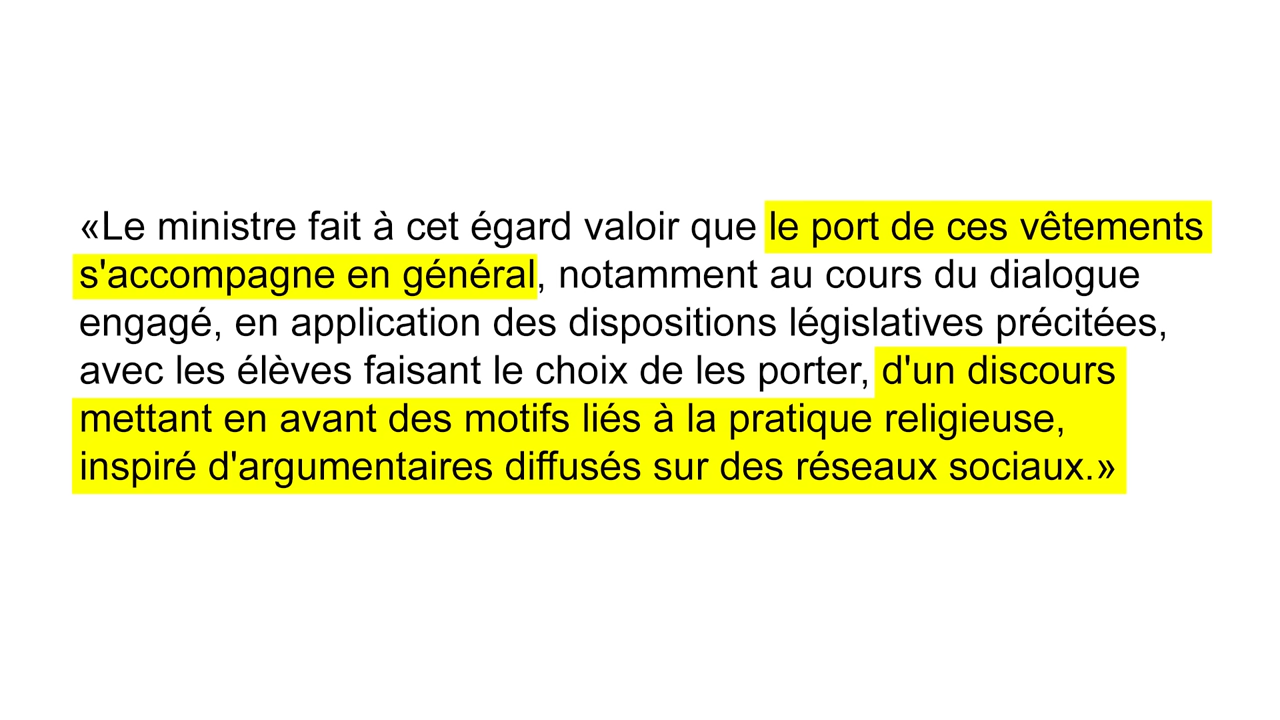 «Le ministre fait à cet égard valoir que le port de ces vêtements
s'accompagne en général, notamment au cours du dialogue
engagé, en application des dispositions législatives précitées,
avec les élèves faisant le choix de les porter, d'un discours
mettant en avant des motifs liés à la pratique religieuse,
inspiré d'argumentaires diffusés sur des réseaux sociaux.»